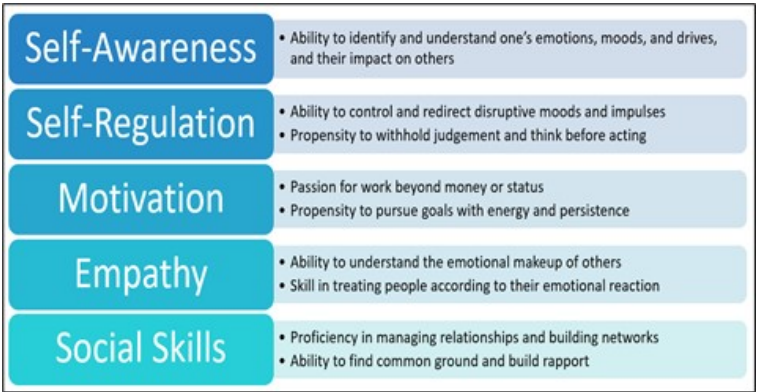 Self-Awareness
• Ability to identify and understand one's emotions, moods, and drives,
and their impact on others
Self-Regulation
• Ability to control and redirect disruptive moods and impulses
• Propensity to withhold judgement and think before acting
Motivation
• Passion for work beyond money or status
• Propensity to pursue goals with energy and persistence
Empathy
• Ability to understand the emotional makeup of others
• Skill in treating people according to their emotional reaction
Social Skills
• Proficiency in managing relationships and building networks
• Ability to find common ground and build rapport